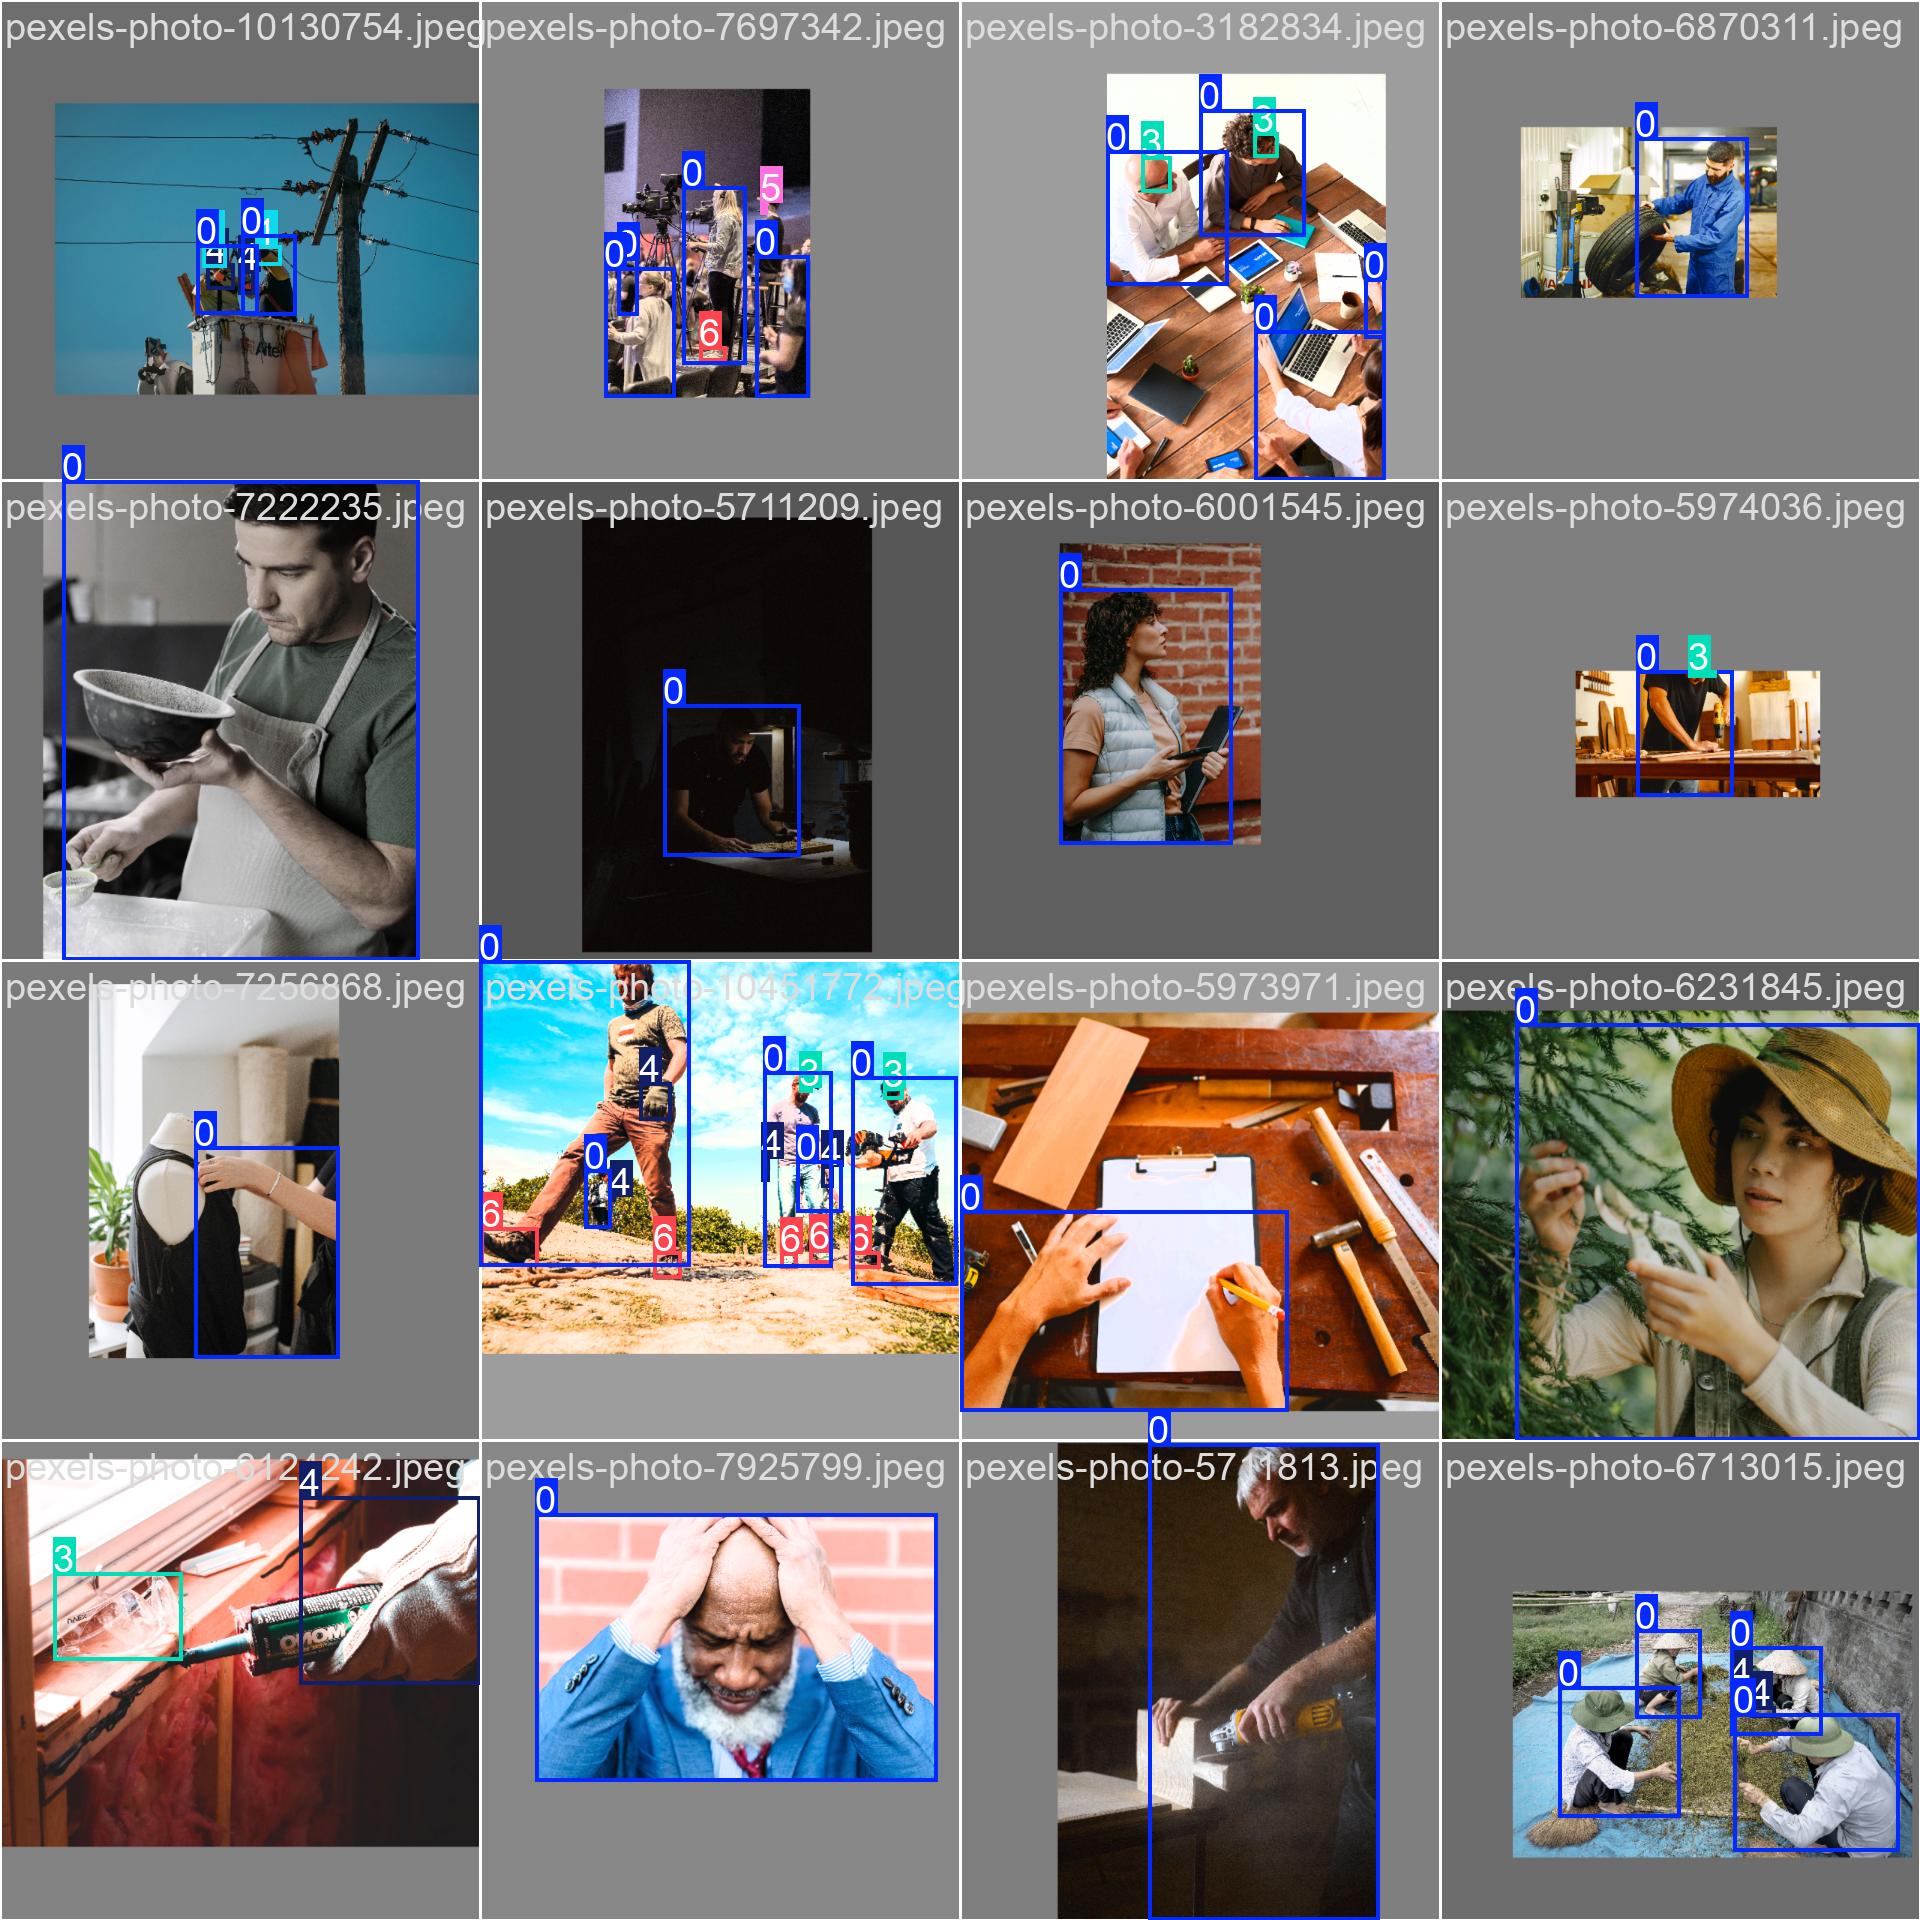 pexels-photo-10130754.jpeg
pexels-photo-7697342.jpeg
pexels-photo-3182834.jpeg
pexels-photo-6870311.jpeg
0
0
4
4
0
0
0
0
5
6
0
0
3
3
0
0
0
Altec
pexels-photo-7222235.jpeg
pexels-photo-5711209.jpeg
pexels-photo-6001545.jpeg
pexels-photo-5974036.jpeg
0
0
0
0
3
pexels-photo-7256868.jpeg
pexels-photo-10451772.jpeg
pexels-photo-5973971.jpeg
pexels-photo-6231845.jpeg
0
0
4
0
4
6
6
0
3
0
3
4
0
4
6
6
6
0
0
pexels-photo-6124242.jpeg
pexels-photo-7925799.jpeg
pexels-photo-5711813.jpeg
pexels-photo-6713015.jpeg
3
4
OMOM
0
0
0
0
0
4
0
4